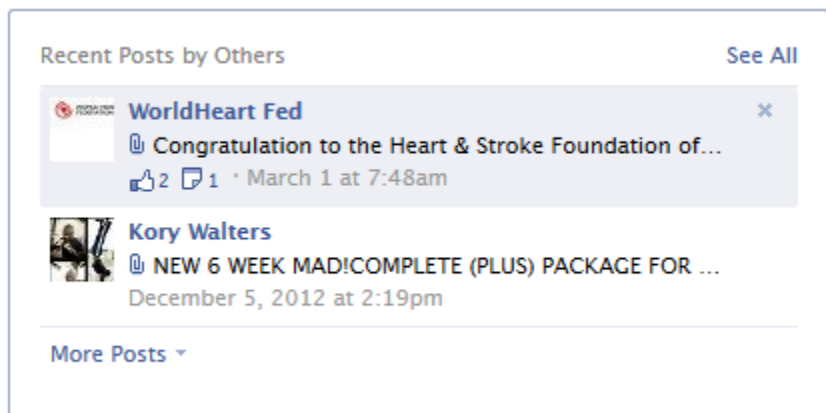 Recent Posts by Others
See All
WorldHeart Fed
Congratulation to the Heart & Stroke Foundation of...
2 1 · March 1 at 7:48am
Kory Walters
NEW 6 WEEK MAD!COMPLETE (PLUS) PACKAGE FOR ...
December 5, 2012 at 2:19pm
More Posts